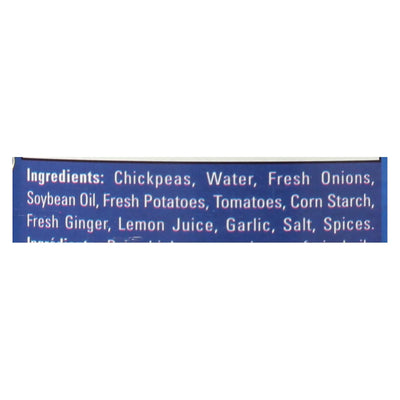 Ingredients: Chickpeas, Water, Fresh Onions,
Soybean Oil, Fresh Potatoes, Tomatoes, Corn Starch,
Fresh Ginger, Lemon Juice, Garlic, Salt, Spices.